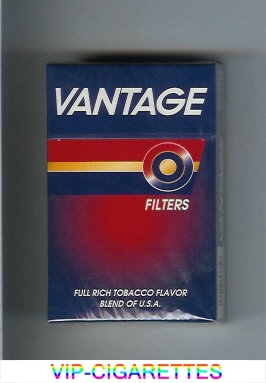 VANTAGE
FILTERS
FULL RICH TOBACCO FLAVOR
BLEND OF U.S.A.
VIP-CIGARETTES